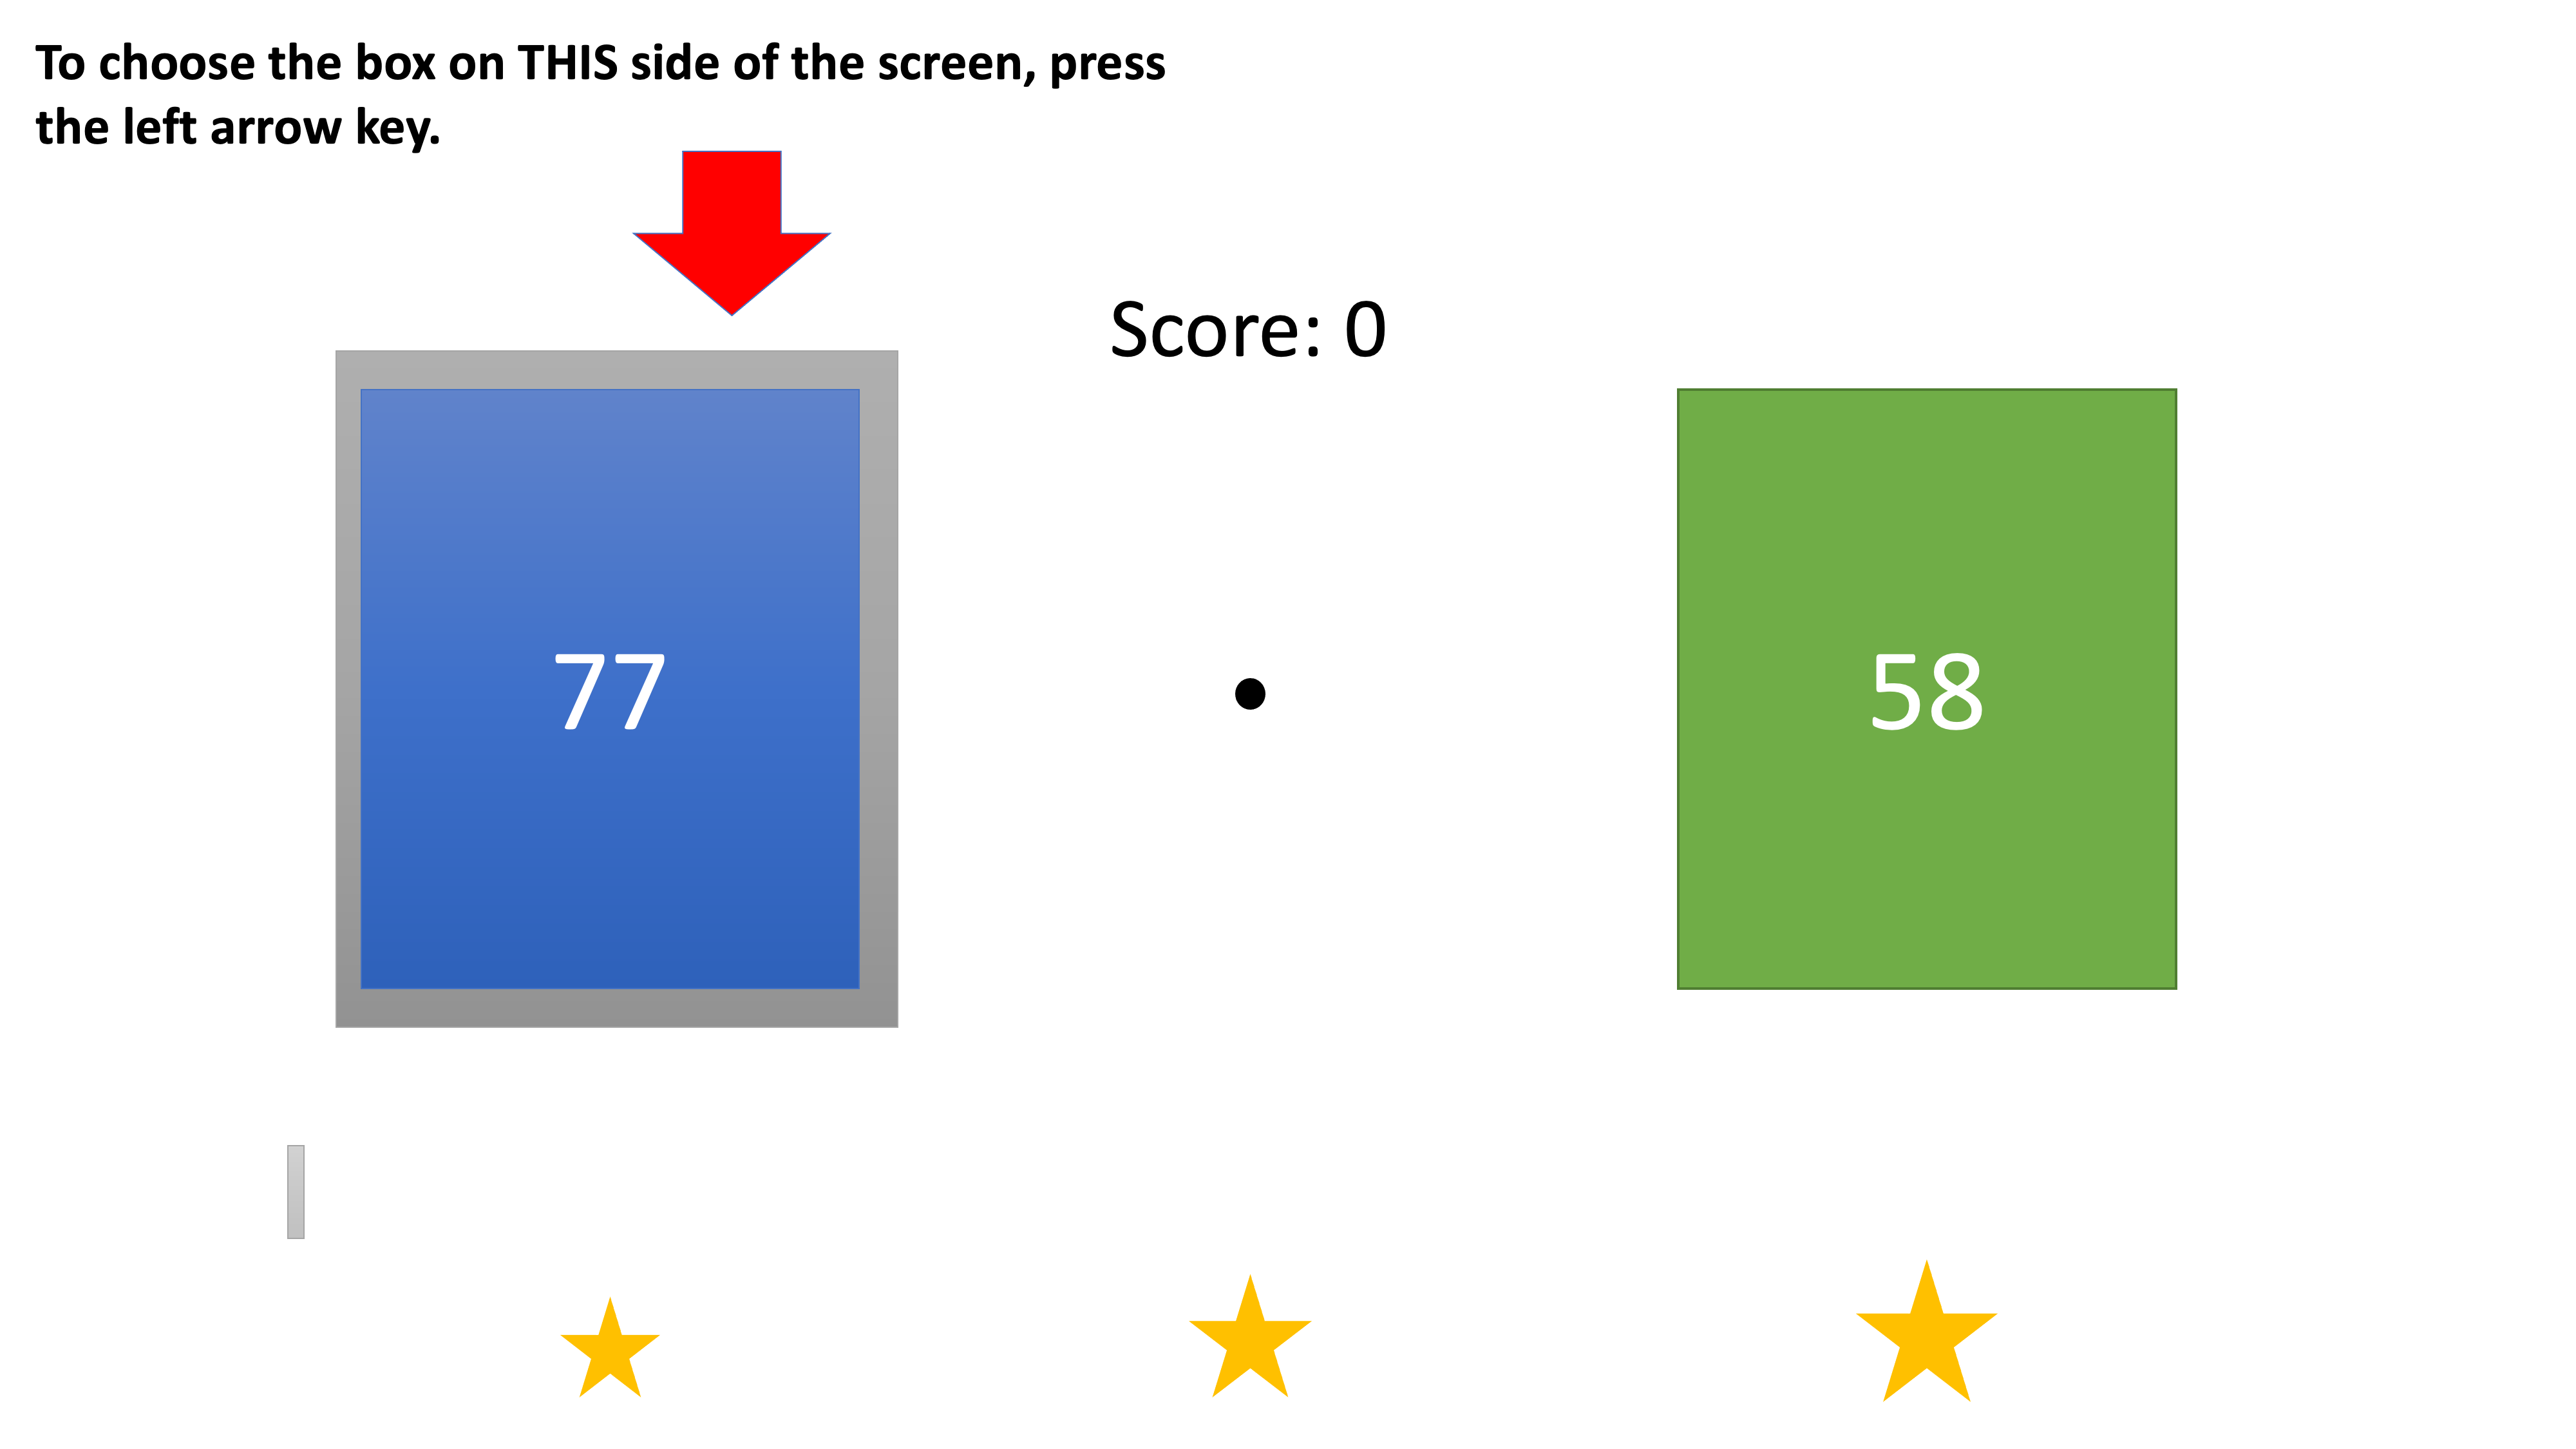 To choose the box on THIS side of the screen, press
the left arrow key.
Score: 0
77
58